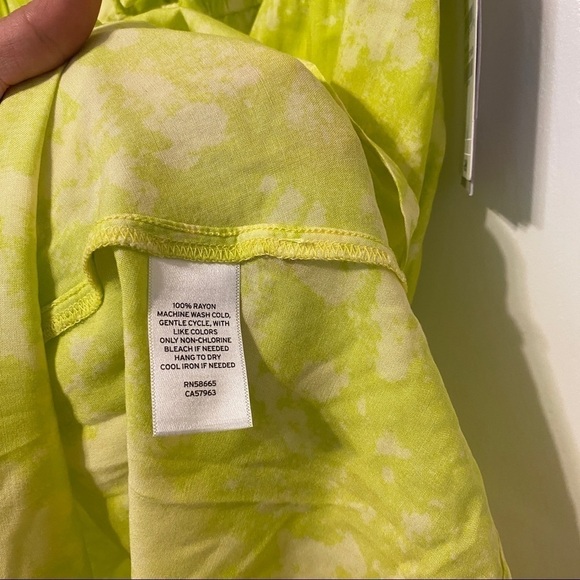 100% RAYON
MACHINE WASH COLD,
GENTLE CYCLE, WITH
LIKE COLORS
ONLY NON-CHLORINE
BLEACH IF NEEDED
HANG TO DRY
COOL IRON IF NEEDED
RN58665
CA57963